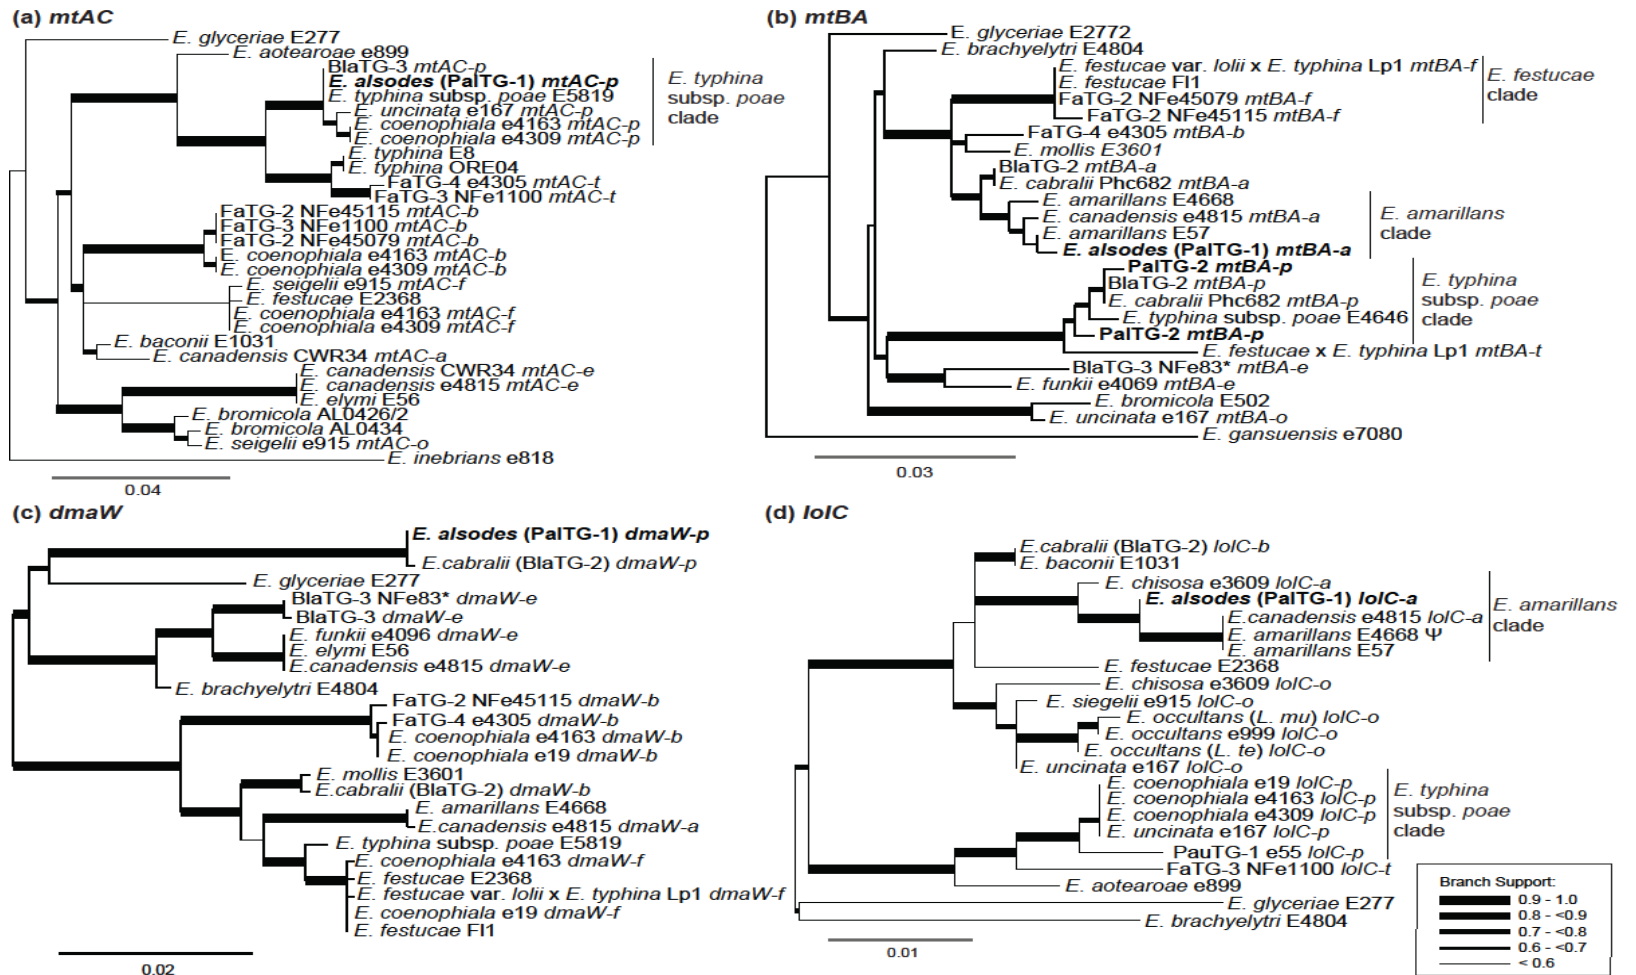 (a) mtAC
E. glyceriae E277
E. aotearoae e899
BlaTG-3 mtAC-p
E. alsodes (PalTG-1) mtAC-p
E. typhina subsp. poae E5819
E. uncinata e167 mtAC-p
E. coenophiala e4163 mtAC-p
E. coenophiala e4309 mtAC-p
E. typhina
subsp. poae
clade
E. typhina E8
E. typhina ORE04
FaTG-4 e4305 mtAC-t
FaTG-3 NFe1100 mtAC-t
FaTG-2 NFe45115 mtAC-b
FaTG-3 NFe1100 mtAC-b
FaTG-2 NFe45079 mtAC-b
E. coenophiala e4163 mtAC-b
E. coenophiala e4309 mtAC-b
E. seigelii e915 mtAC-f
E. festucae E2368
E. coenophiala e4163 mtAC-f
E. coenophiala e4309 mtAC-f
E. baconii E1031
E. canadensis CWR34 mtAC-a
E. canadensis CWR34 mtAC-e
E. canadensis e4815 mtAC-e
E. elymi E56
E. bromicola AL0426/2
E. bromicola AL0434
E. seigelii e915 mtAC-o
E. inebrians e818
0.04
(b) mtBA
E. glyceriae E2772
E. brachyelytri E4804
E. festucae var. lolii x E. typhina Lp1 mtBA-f
E. festucae Fl1
FaTG-2 NFe45079 mtBA-f
FaTG-2 NFe45115 mtBA-f
E. festucae
clade
FaTG-4 e4305 mtBA-b
E. mollis E3601
BlaTG-2 mtBA-a
E. cabralii Phc682 mtBA-a
E. amarillans E4668
E. canadensis e4815 mtBA-a
E. amarillans E57
E. alsodes (PalTG-1) mtBA-a
E. amarillans
clade
PalTG-2 mtBA-p
BlaTG-2 mtBA-p
E. cabralii Phc682 mtBA-p
E. typhina subsp. poae E4646
PalTG-2 mtBA-p
E. typhina
subsp. poae
clade
E. festucae x E. typhina Lp1 mtBA-t
BlaTG-3 NFe83* mtBA-e
E. funkii e4069 mtBA-e
E. bromicola E502
E. uncinata e167 mtBA-o
E. gansuensis e7080
0.03
(c) dmaW
E. alsodes (PalTG-1) dmaW-p
E.cabralii (BlaTG-2) dmaW-p
E. glyceriae E277
BlaTG-3 NFe83* dmaW-e
BlaTG-3 dmaW-e
E. funkii e4096 dmaW-e
E. elymi E56
E.canadensis e4815 dmaW-e
E. brachyelytri E4804
FaTG-2 NFe45115 dmaW-b
FaTG-4 e4305 dmaW-b
E. coenophiala e4163 dmaW-b
E. coenophiala e19 dmaW-b
E. mollis E3601
E.cabralii (BlaTG-2) dmaW-b
E. amarillans E4668
E.canadensis e4815 dmaW-a
E. typhina subsp. poae E5819
E. coenophiala e4163 dmaW-f
E. festucae E2368
E. festucae var. lolii x E. typhina Lp1 dmaW-f
E. coenophiala e19 dmaW-f
E. festucae Fl1
0.02
(d) lolC
E.cabralii (BlaTG-2) lolC-b
E. baconii E1031
E. chisosa e3609 lolC-a
E. alsodes (PalTG-1) lolC-a
E.canadensis e4815 lolC-a
E. amarillans E4668 Ψ
E. amarillans E57
E. amarillans
clade
E. festucae E2368
E. chisosa e3609 lolC-o
E. siegelii e915 lolC-o
E. occultans (L. mu) lolC-o
E. occultans e999 lolC-o
E. occultans (L. te) lolC-o
E. uncinata e167 lolC-o
E. coenophiala e19 lolC-p
E. coenophiala e4163 lolC-p
E. coenophiala e4309 lolC-p
E. uncinata e167 lolC-p
PauTG-1 e55 lolC-p
E. typhina
subsp. poae
clade
FaTG-3 NFe1100 lolC-t
E. aotearoae e899
E. glyceriae E277
E. brachyelytri E4804
0.01
Branch Support:
0.9 - 1.0
0.8 - <0.9
0.7 - <0.8
0.6 - <0.7
< 0.6